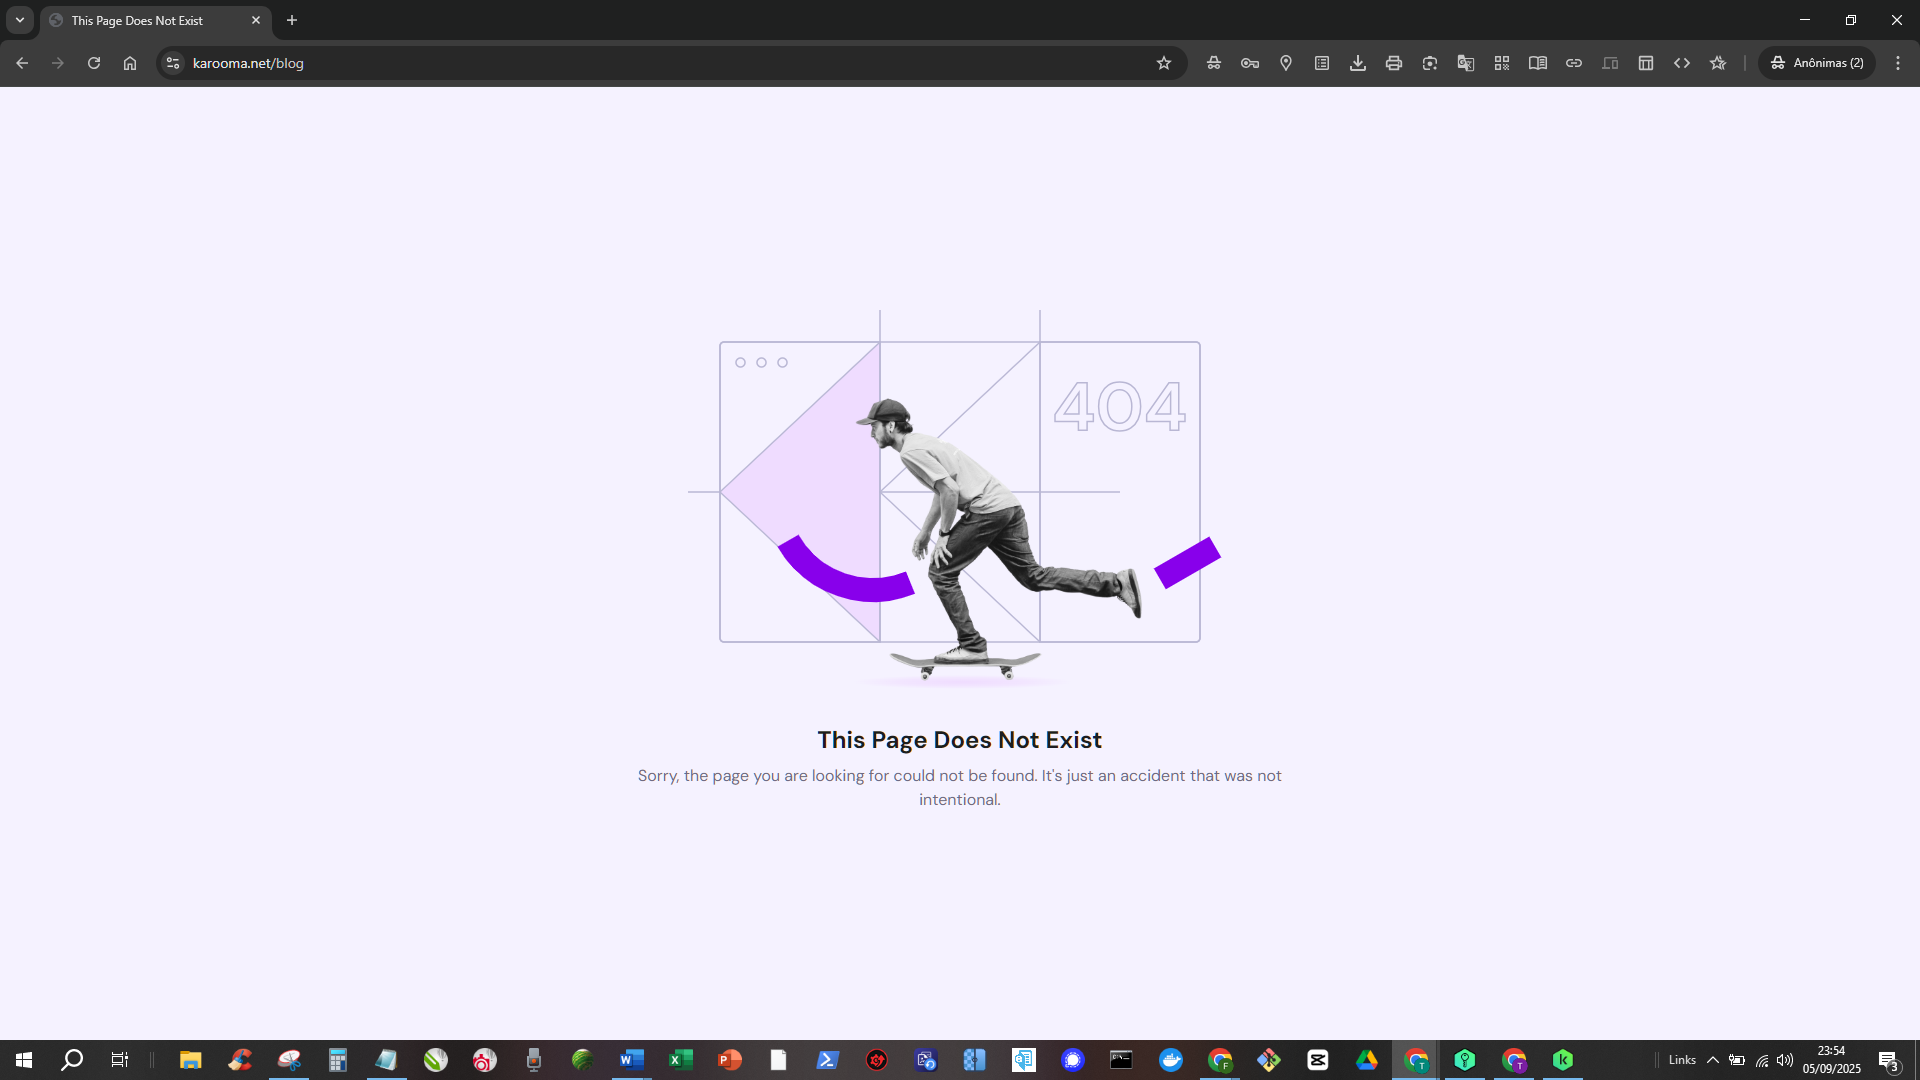 This Page Does Not Exist
karooma.net/blog
Anônimas (2)
404
This Page Does Not Exist
Sorry, the page you are looking for could not be found. It's just an accident that was not
intentional.
Links
23:54
05/09/2025
3